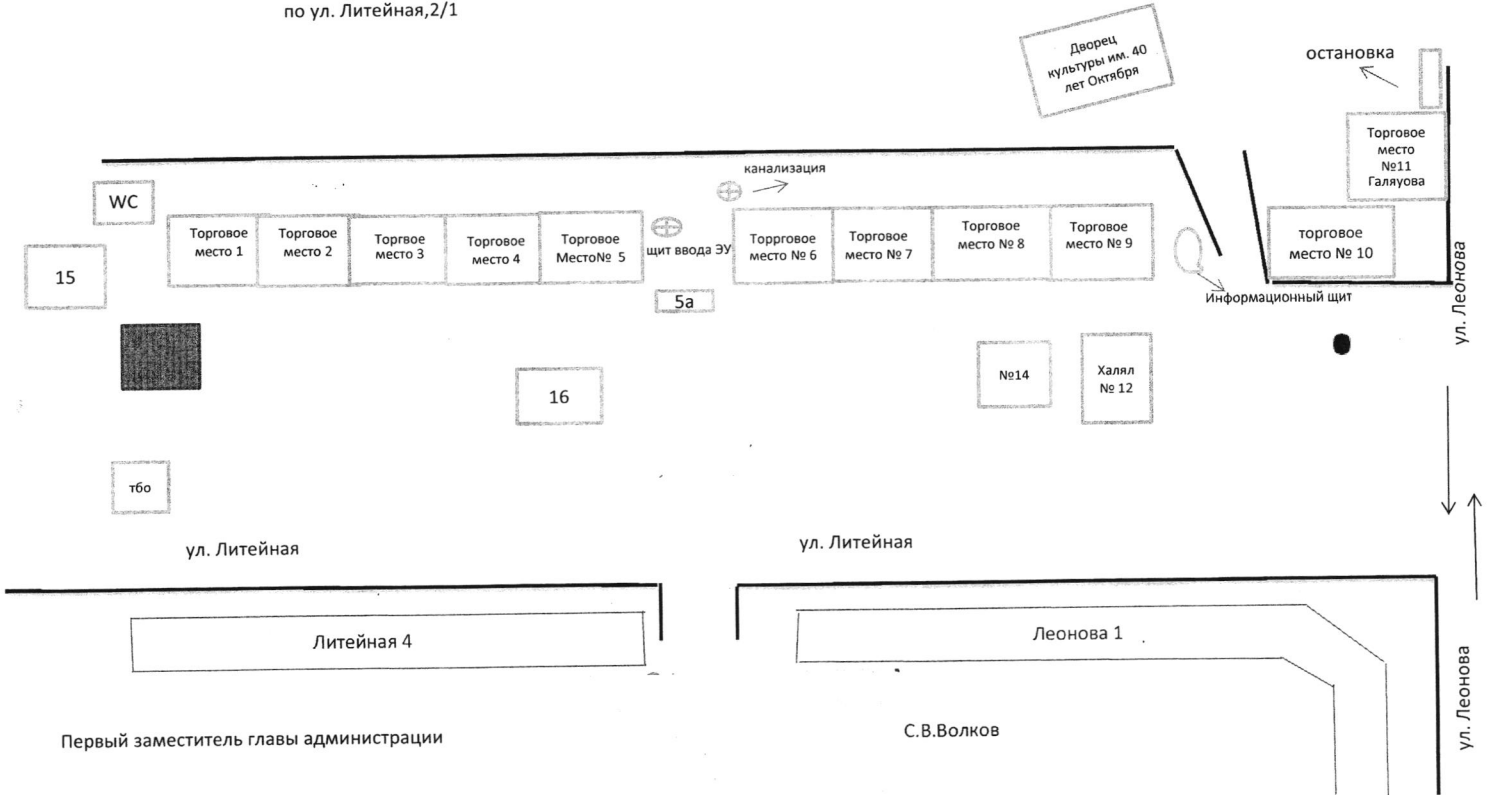 по ул. Литейная,2/1
Дворец
культуры им. 40
лет Октября
остановка
Торговое
место
№11
Галяуова
канализация
WC
Торговое
место 1
Торговое
место 2
Торгвое
место 3
Торговое
место 4
Торговое
Место№ 5
щит ввода ЭУ
Торрговое
место № 6
Торговое
место № 7
Торговое
место № 8
Торговое
место № 9
торговое
место № 10
ул. Леонова
15
5а
Информационный щит
16
№14
Халял
№ 12
тбо
ул. Литейная
ул. Литейная
Литейная 4
Леонова 1
ул. Леонова
Первый заместитель главы администрации
С.В.Волков